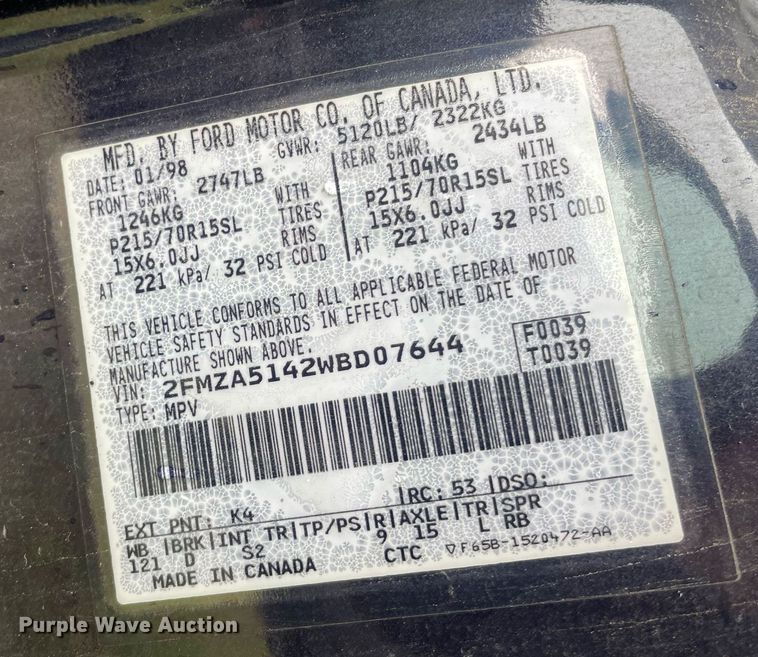 MFD. BY FORD MOTOR CO. OF CANADA, LTD.
DATE: 01/98 GVWR: 5120LB/ 2322KG
FRONT GAWR: 2747LB REAR GAWR: 2434LB
1246KG WITH 1104KG WITH
P215/70R15SL TIRES P215/70R15SL TIRES
15X6.0JJ RIMS 15X6.0JJ RIMS
AT 221 kPa/ 32 PSI COLD AT 221 kPa/ 32 PSI COLD
THIS VEHICLE CONFORMS TO ALL APPLICABLE FEDERAL MOTOR
VEHICLE SAFETY STANDARDS IN EFFECT ON THE DATE OF
MANUFACTURE SHOWN ABOVE.
VIN: 2FMZA5142WBD07644 F0039
TYPE: MPV T0039
EXT PNT: K4 RC: 53 DSO:
WB BRK INT TR TP/PS R AXLE TR SPR
121 D S2 9 15 L RB
MADE IN CANADA CTC ▽F65B-1520472-AA
Purple Wave Auction